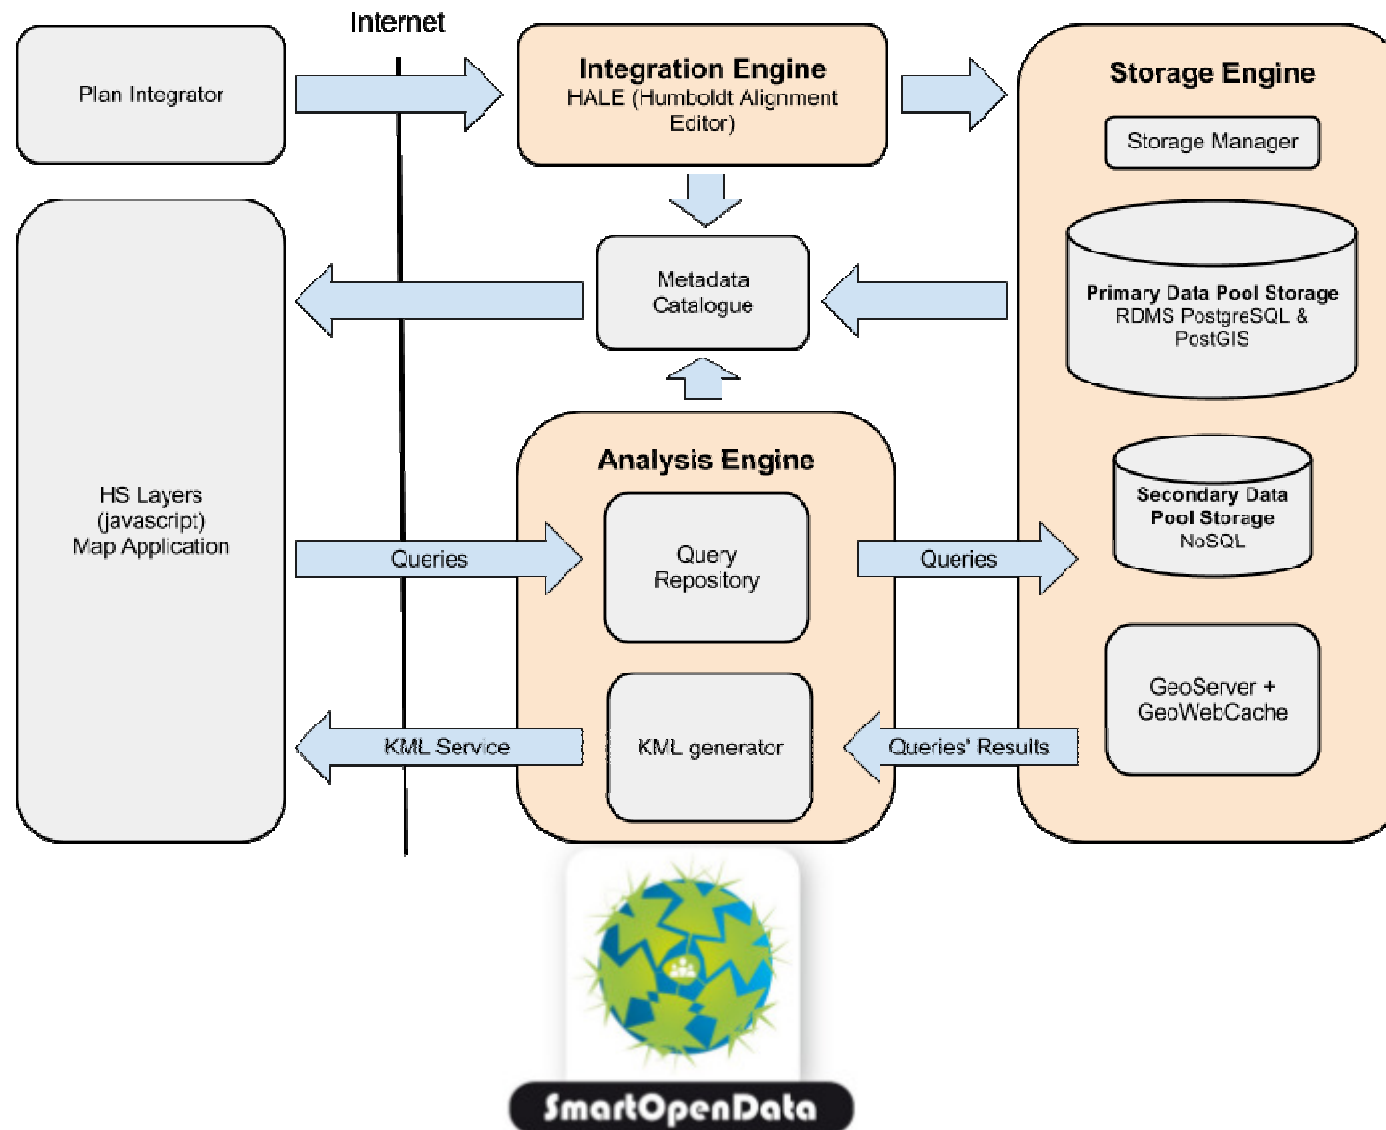 Internet
Plan Integrator
Integration Engine
HALE (Humboldt Alignment
Editor)
Storage Engine
Storage Manager
Primary Data Pool Storage
RDMS PostgreSQL &
PostGIS
Metadata
Catalogue
HS Layers
(javascript)
Map Application
Analysis Engine
Secondary Data
Pool Storage
NoSQL
Queries
Query
Repository
Queries
GeoServer +
GeoWebCache
KML Service
KML generator
Queries' Results
SmartOpenData